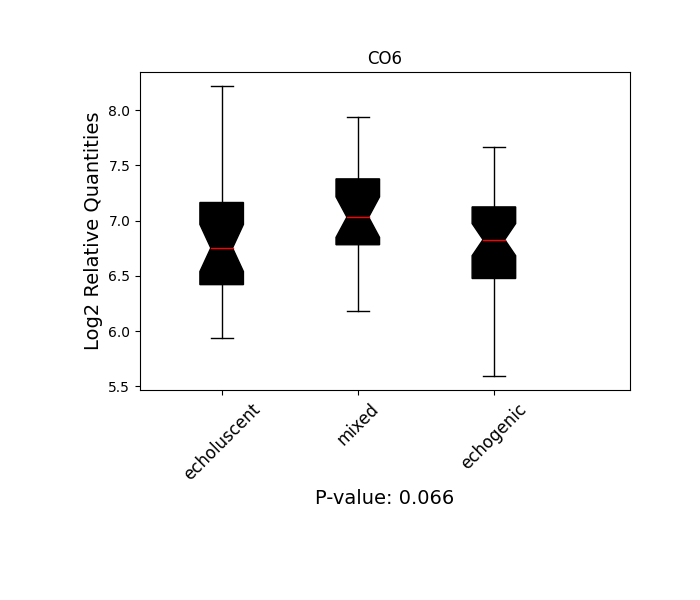 CO6
Log2 Relative Quantities
8.0
7.5
7.0
6.5
6.0
5.5
echoluscent
mixed
echogenic
P-value: 0.066